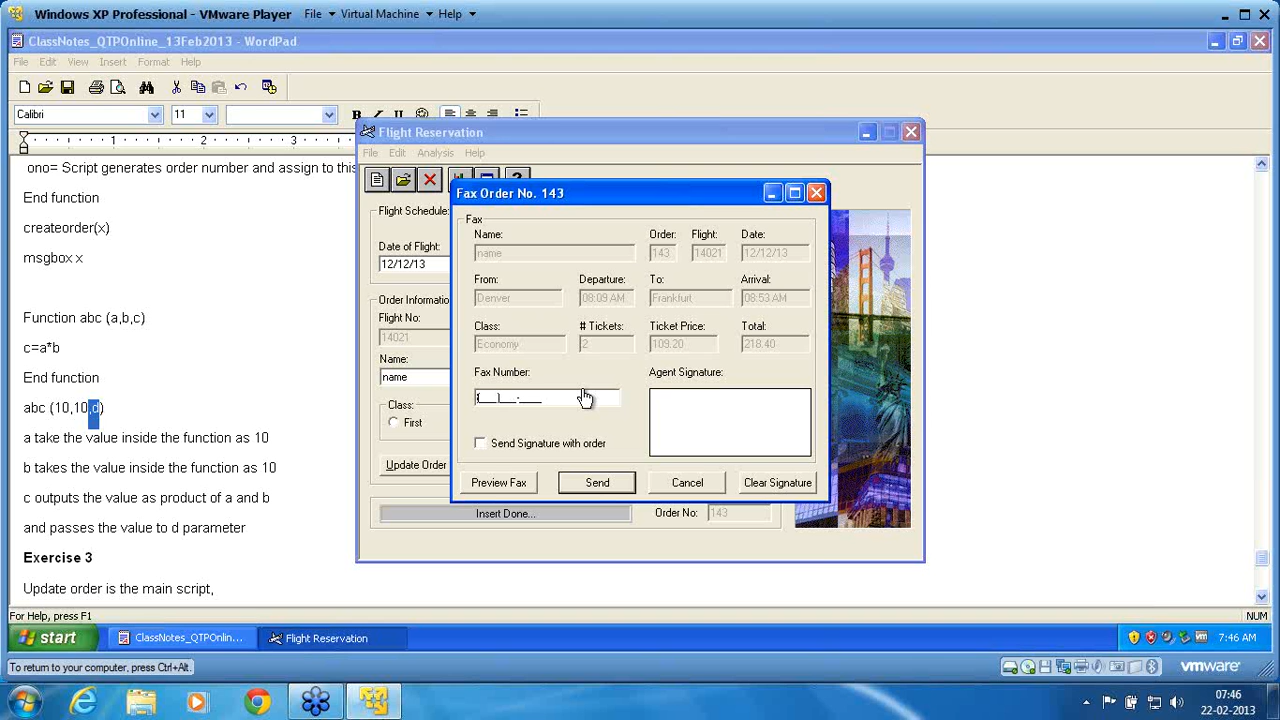 Windows XP Professional - VMware Player File Virtual Machine Help
ClassNotes_QTPOnline_13Feb2013 - WordPad
File Edit View Insert Format Help
Calibri 11 B
1 2 3
ono= Script generates order number and assign to this
End function
createorder(x)
msgbox x
Function abc (a,b,c)
c=a*b
End function
abc (10,10,d)
a take the value inside the function as 10
b takes the value inside the function as 10
c outputs the value as product of a and b
and passes the value to d parameter
Exercise 3
Update order is the main script,
For Help, press F1
NUM
Flight Reservation
File Edit Analysis Help
Flight Schedule:
Date of Flight:
12/12/13
Order Information
Flight No:
14021
Name:
name
Class:
First
Update Order
Insert Done...
Order No: 143
Fax Order No. 143
Fax
Name: Order: Flight: Date:
name 143 14021 12/12/13
From: Departure: To: Arrival:
Denver 08:09 AM Frankfurt 08:53 AM
Class: # Tickets: Ticket Price: Total:
Economy 2 109.20 218.40
Fax Number: Agent Signature:
Send Signature with order
Preview Fax Send Cancel Clear Signature
start ClassNotes_QTPOnlin... Flight Reservation 7:46 AM
To return to your computer, press Ctrl+Alt.
vmware
07:46
22-02-2013